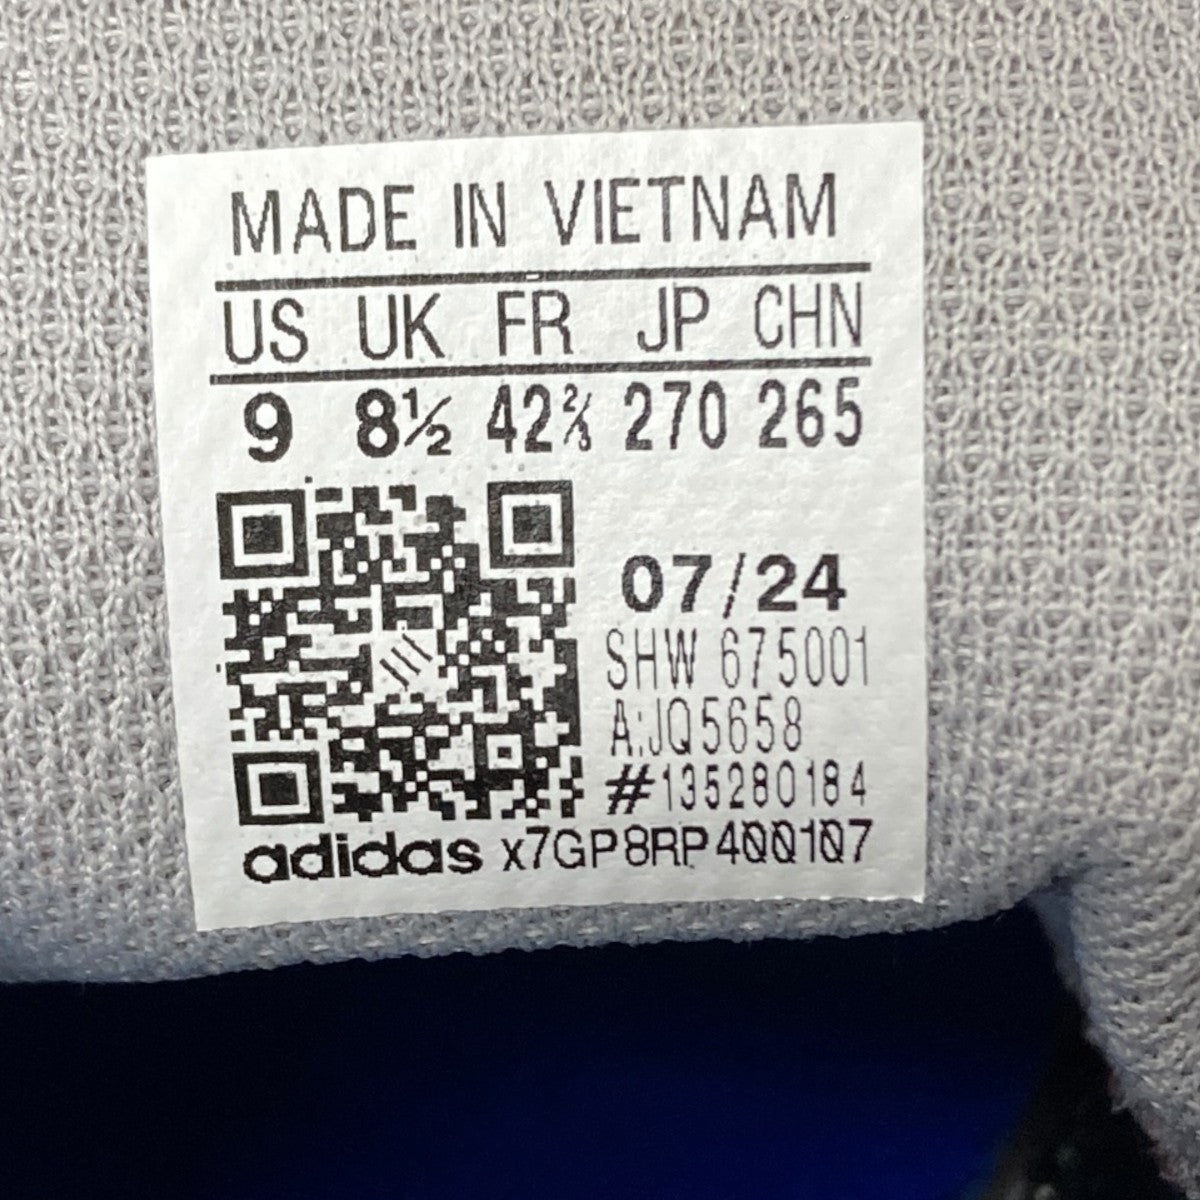 MADE IN VIETNAM
US UK FR JP CHN
9 8½ 42⅔ 270 265
07/24
SHW 675001
A:JQ5658
#135280184
adidas x7GP8RP400107